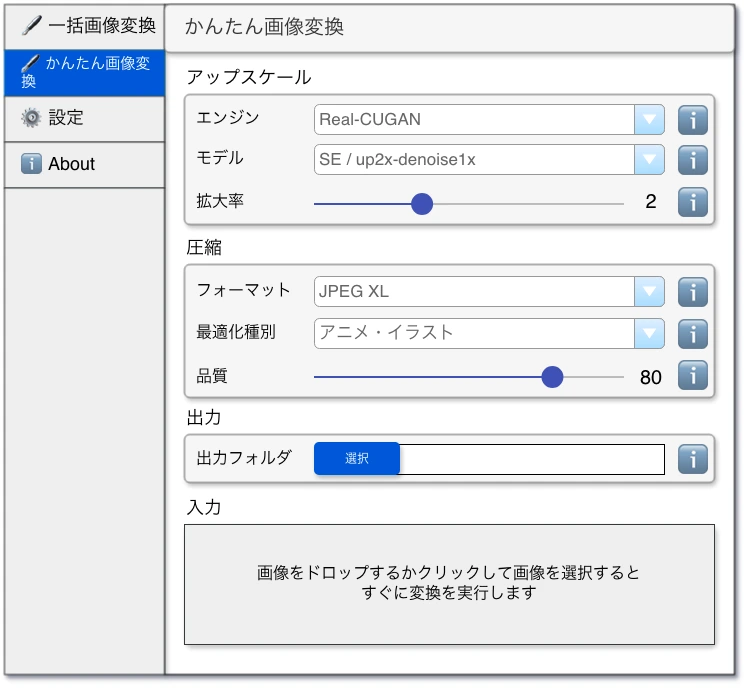 一括画像変換
かんたん画像変
換
設定
About
かんたん画像変換
アップスケール
エンジン
Real-CUGAN
モデル
SE / up2x-denoise1x
拡大率
2
圧縮
フォーマット
JPEG XL
最適化種別
アニメ・イラスト
品質
80
出力
出力フォルダ
選択
入力
画像をドロップするかクリックして画像を選択すると
すぐに変換を実行します